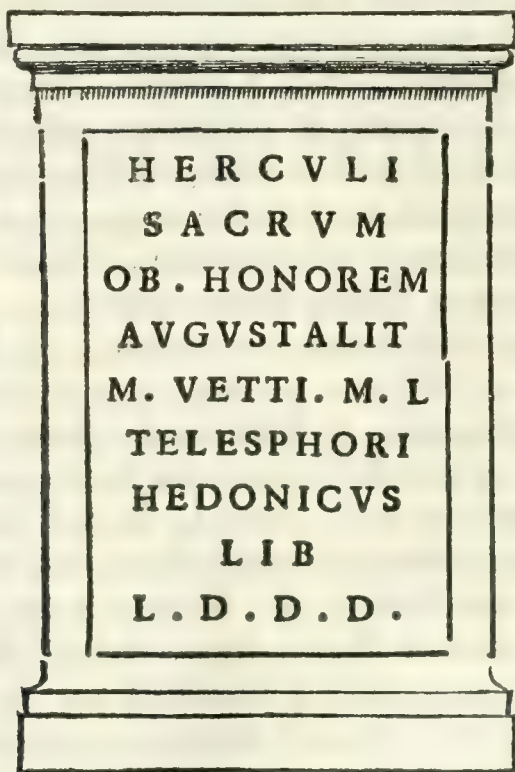 HERCVLI
SACRVM
OB. HONOREM
AVGVSTALIT
M. VETTI. M. L
TELESPHORI
HEDONICVS
LIB
L. D. D. D.